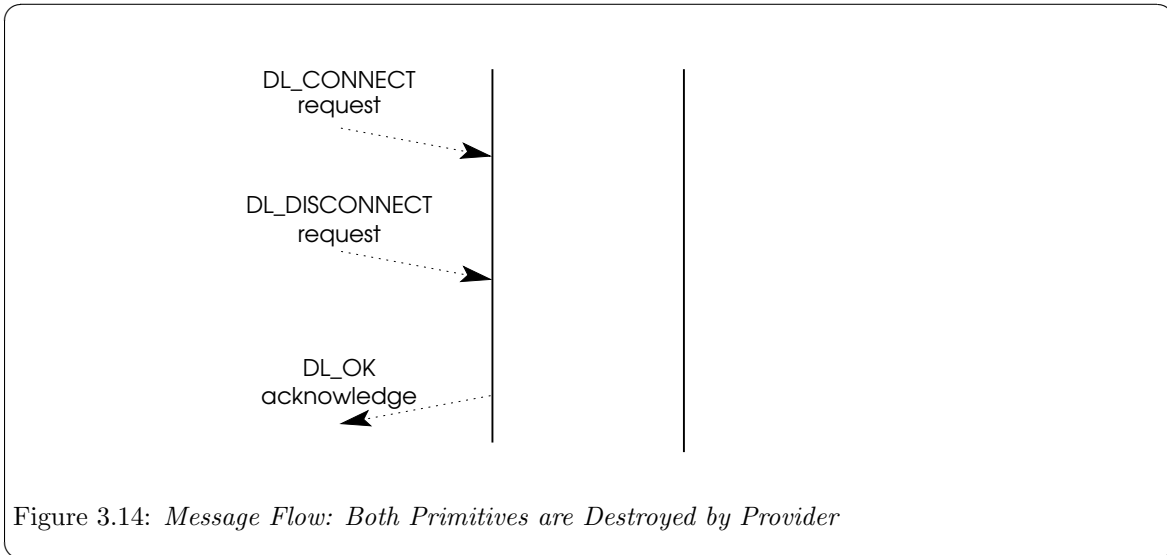 DL_CONNECT
request
DL_DISCONNECT
request
DL_OK
acknowledge
Figure 3.14: Message Flow: Both Primitives are Destroyed by Provider